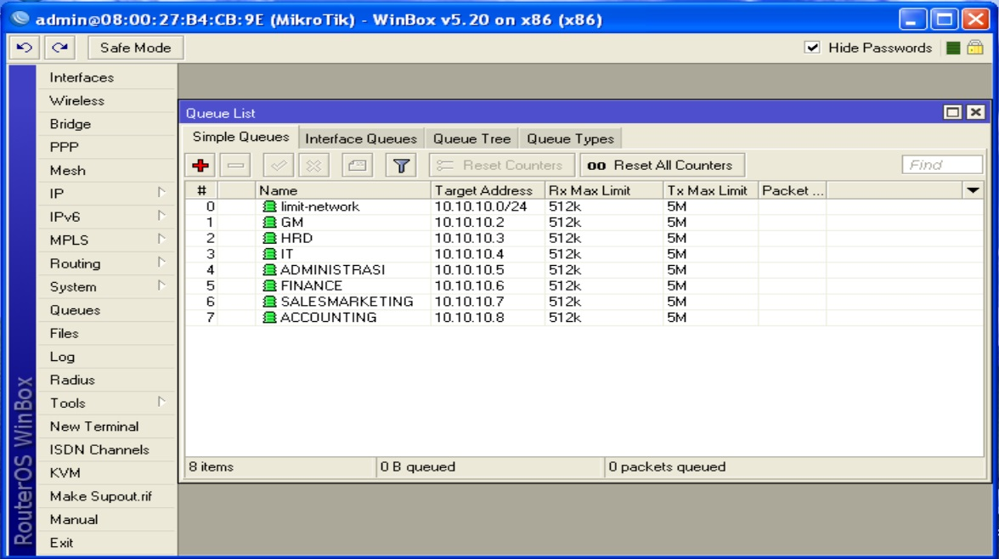 admin@08:00:27:B4:CB:9E (MikroTik) - WinBox v5.20 on x86 (x86)
Safe Mode
Hide Passwords
Interfaces
Wireless
Bridge
PPP
Mesh
IP
IPv6
MPLS
Routing
System
Queues
Files
Log
Radius
Tools
New Terminal
ISDN Channels
KVM
Make Supout.rif
Manual
Exit
RouterOS WinBox
Queue List
Simple Queues Interface Queues Queue Tree Queue Types
Reset Counters 00 Reset All Counters Find
# Name Target Address Rx Max Limit Tx Max Limit Packet ...
0 limit-network 10.10.10.0/24 512k 5M
1 GM 10.10.10.2 512k 5M
2 HRD 10.10.10.3 512k 5M
3 IT 10.10.10.4 512k 5M
4 ADMINISTRASI 10.10.10.5 512k 5M
5 FINANCE 10.10.10.6 512k 5M
6 SALESMARKETING 10.10.10.7 512k 5M
7 ACCOUNTING 10.10.10.8 512k 5M
8 items 0 B queued 0 packets queued